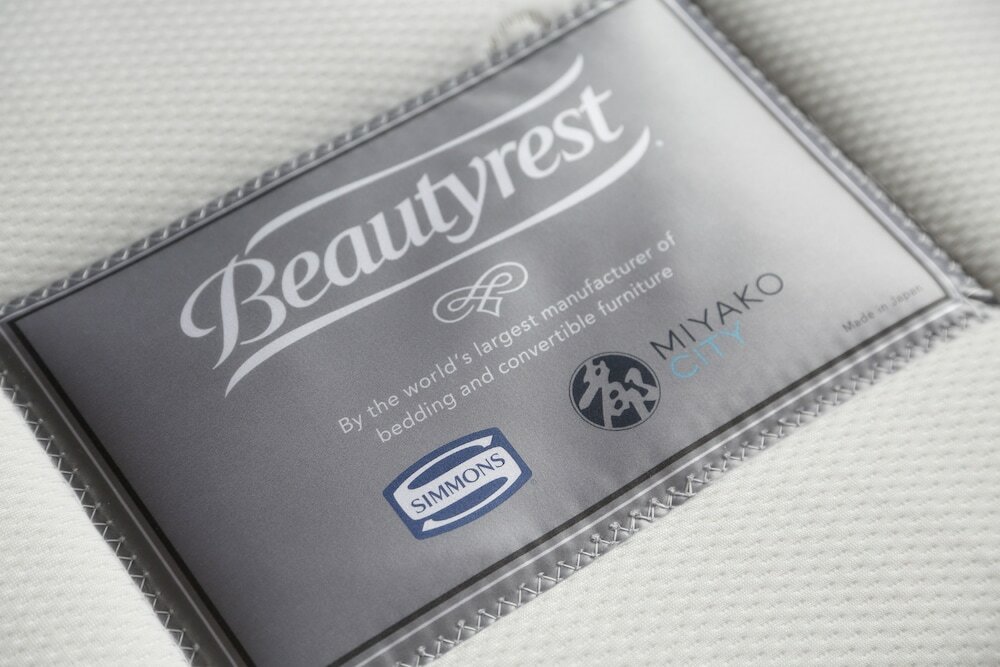 Beautyrest
By the world's largest manufacturer of
bedding and convertible furniture
SIMMONS
都
MIYAKO
CITY
Made in Japan